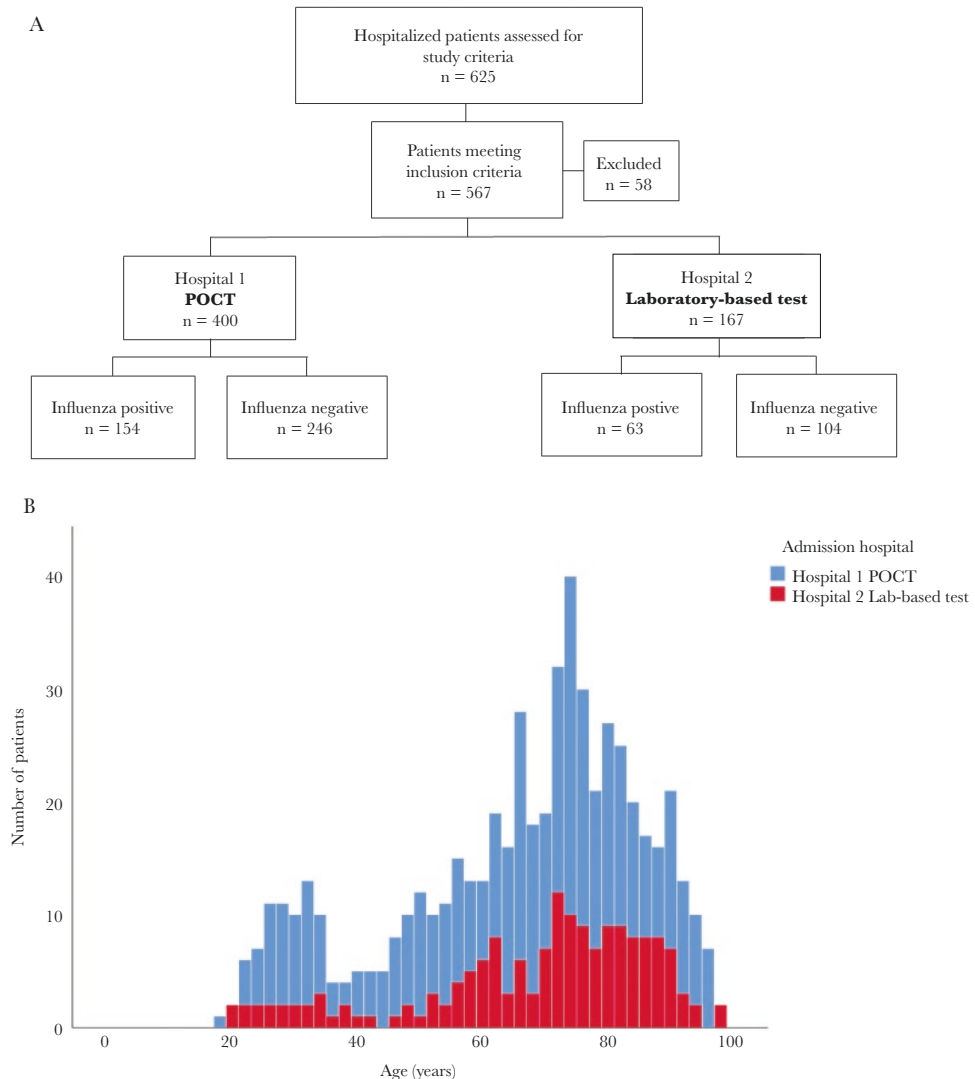 A
Hospitalized patients assessed for
study criteria
n = 625
Patients meeting
inclusion criteria
n = 567
Excluded
n = 58
Hospital 1
POCT
n = 400
Hospital 2
Laboratory-based test
n = 167
Influenza positive
n = 154
Influenza negative
n = 246
Influenza postive
n = 63
Influenza negative
n = 104
B
Admission hospital
Hospital 1 POCT
Hospital 2 Lab-based test
Number of patients
40
30
20
10
0
0 20 40 60 80 100
Age (years)